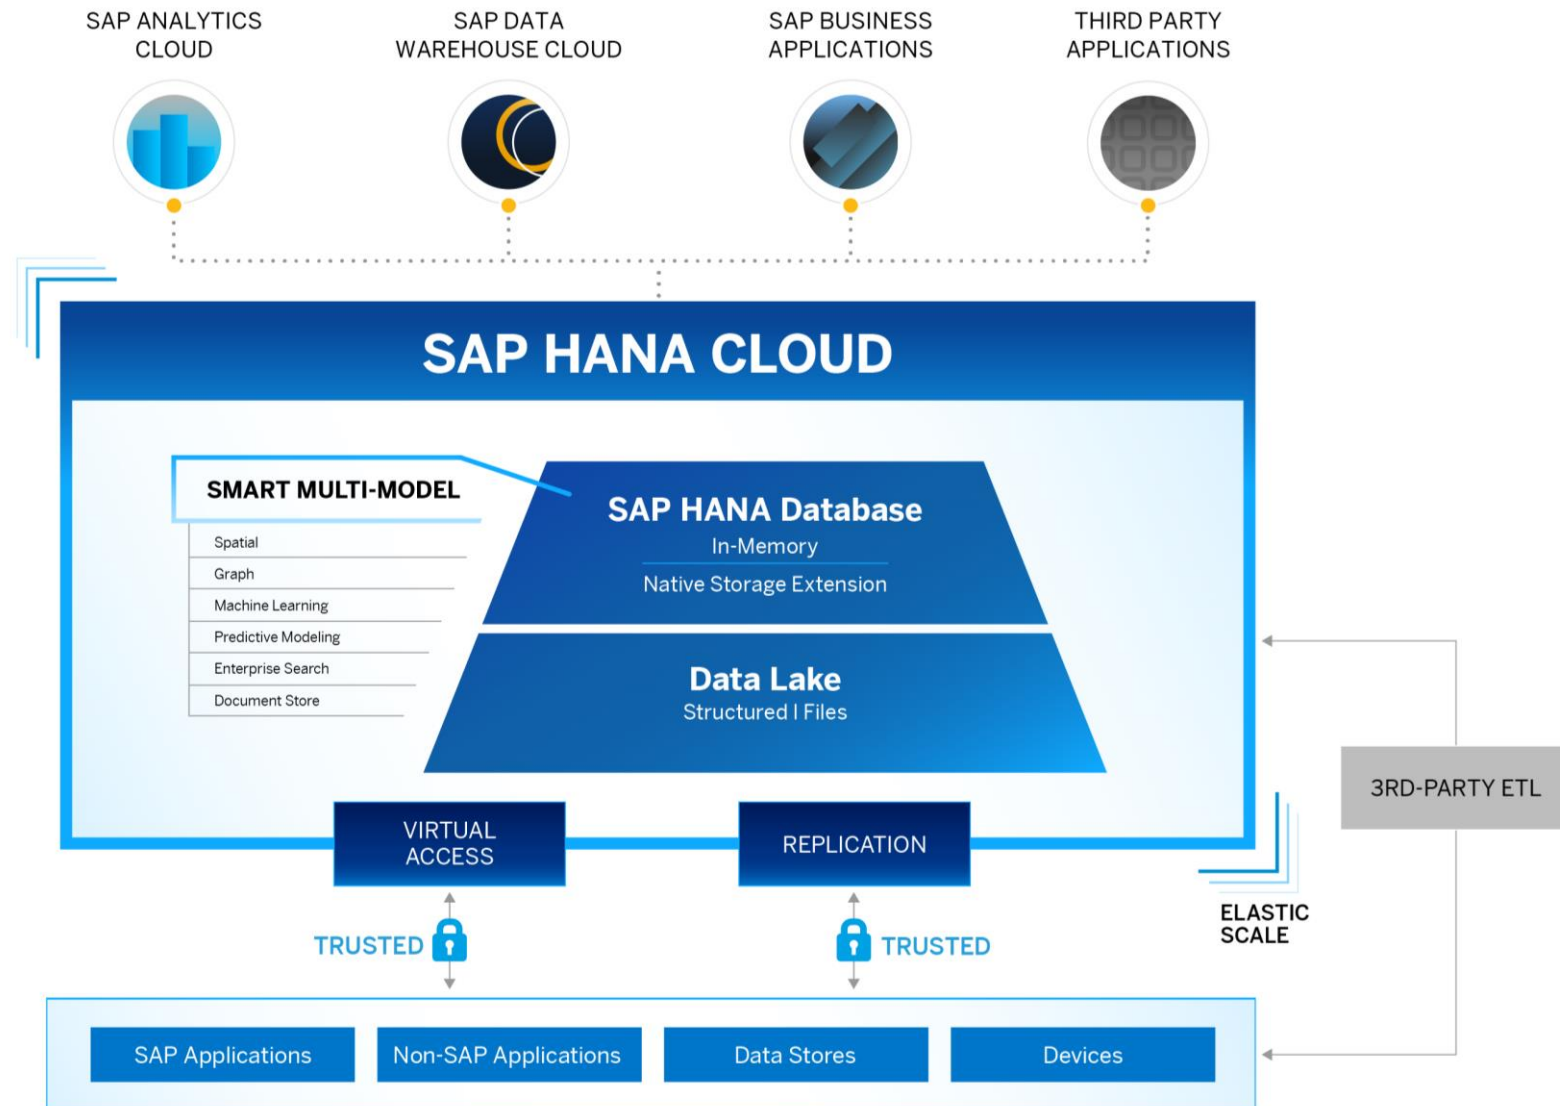 SAP ANALYTICS
CLOUD
SAP DATA
WAREHOUSE CLOUD
SAP BUSINESS
APPLICATIONS
THIRD PARTY
APPLICATIONS
SAP HANA CLOUD
SMART MULTI-MODEL
Spatial
Graph
Machine Learning
Predictive Modeling
Enterprise Search
Document Store
SAP HANA Database
In-Memory
Native Storage Extension
Data Lake
Structured I Files
3RD-PARTY ETL
VIRTUAL
ACCESS
REPLICATION
ELASTIC
SCALE
TRUSTED
TRUSTED
SAP Applications
Non-SAP Applications
Data Stores
Devices